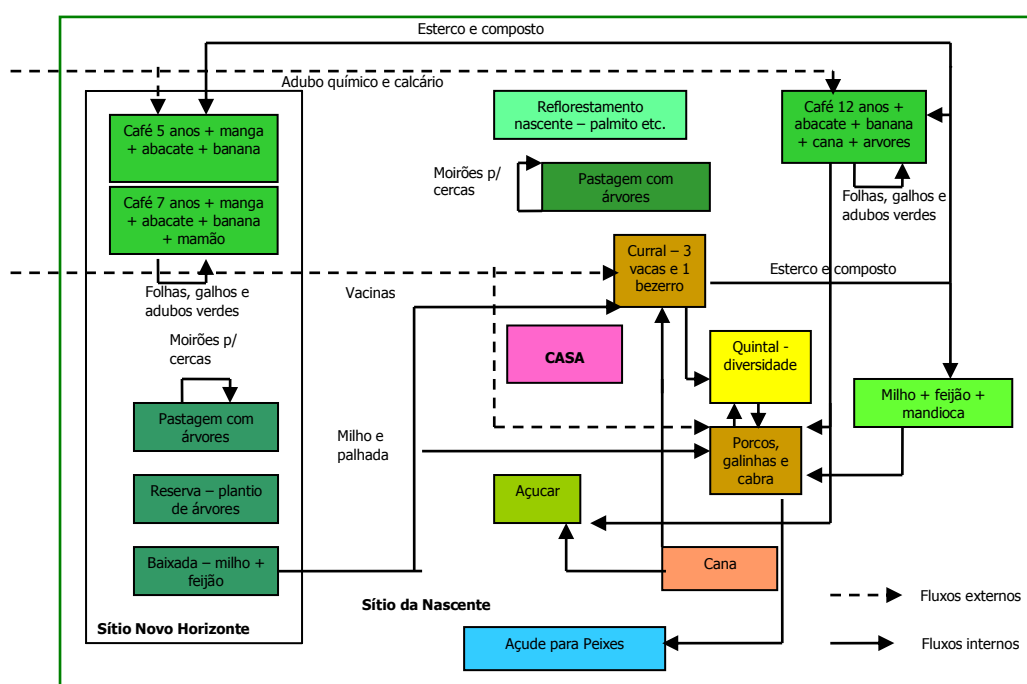 Esterco e composto
Adubo químico e calcário
Café 5 anos + manga
+ abacate + banana
Reflorestamento
nascente – palmito etc.
Café 12 anos +
abacate + banana
+ cana + arvores
Moirões p/
cercas
Pastagem com
árvores
Café 7 anos + manga
+ abacate + banana
+ mamão
Folhas, galhos e
adubos verdes
Folhas, galhos e
adubos verdes
Curral – 3
vacas e 1
bezerro
Esterco e composto
Vacinas
Moirões p/
cercas
CASA
Quintal -
diversidade
Milho + feijão +
mandioca
Pastagem com
árvores
Milho e
palhada
Porcos,
galinhas e
cabra
Reserva – plantio
de árvores
Açucar
Baixada – milho +
feijão
Cana
Fluxos externos
Sítio da Nascente
Sítio Novo Horizonte
Açude para Peixes
Fluxos internos